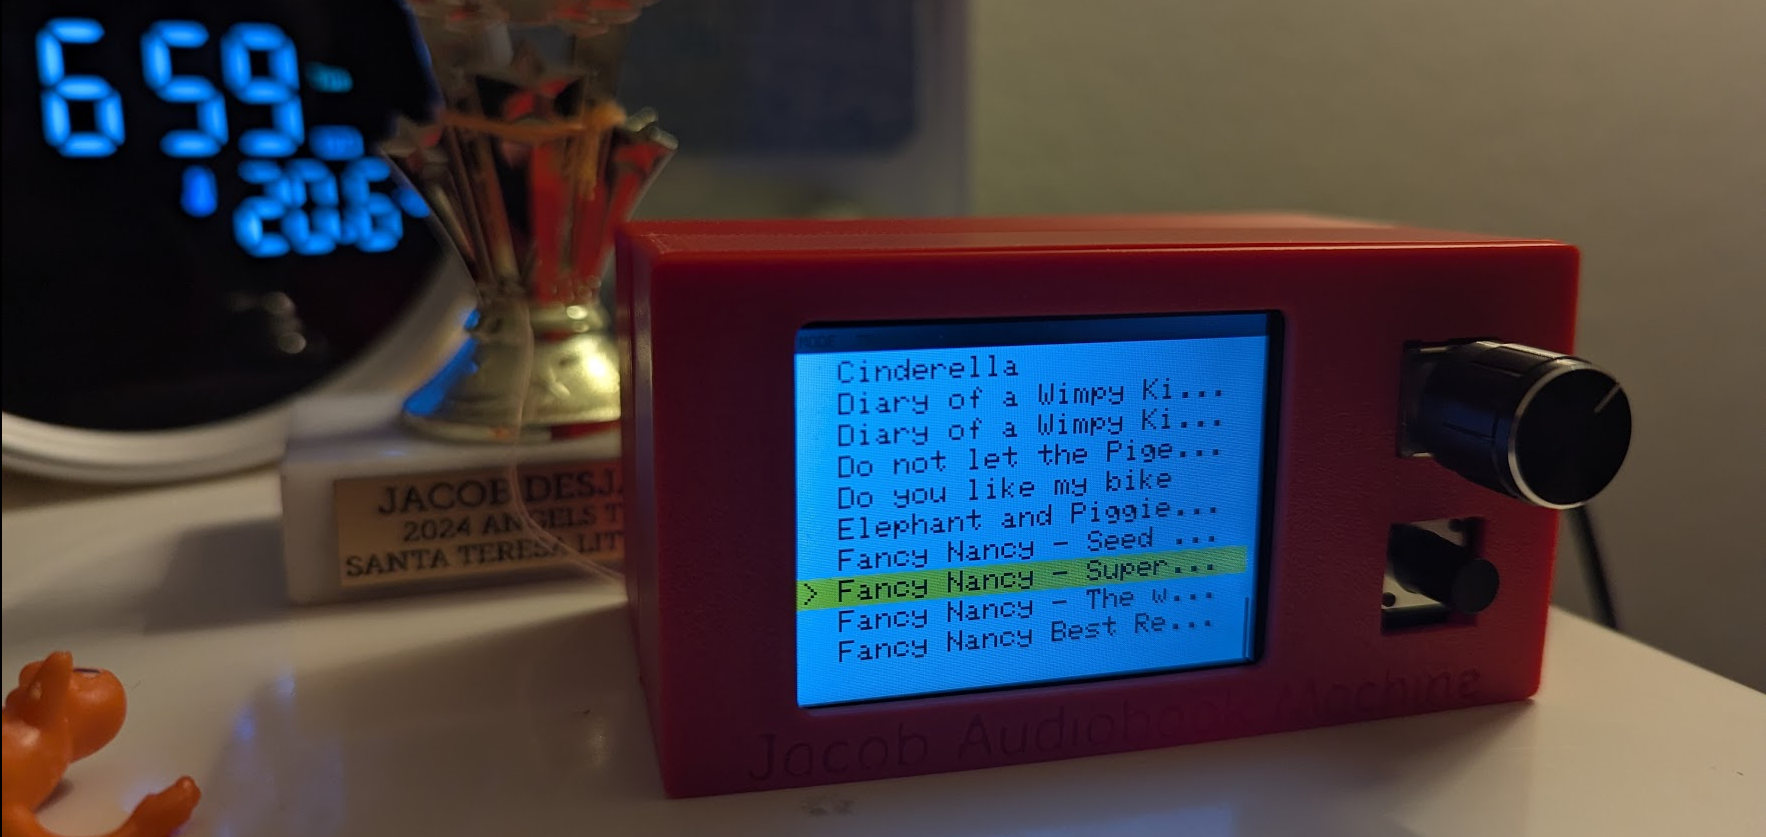 6 59
20.6
JACOB DESJ
2024 ANGELS T
SANTA TERESA LIT
MODE
Cinderella
Diary of a Wimpy Ki...
Diary of a Wimpy Ki...
Do not let the Pige...
Do you like my bike
Elephant and Piggie...
Fancy Nancy - Seed ...
> Fancy Nancy - Super...
Fancy Nancy - The w...
Fancy Nancy Best Re...
Jacob Audiobook Machine